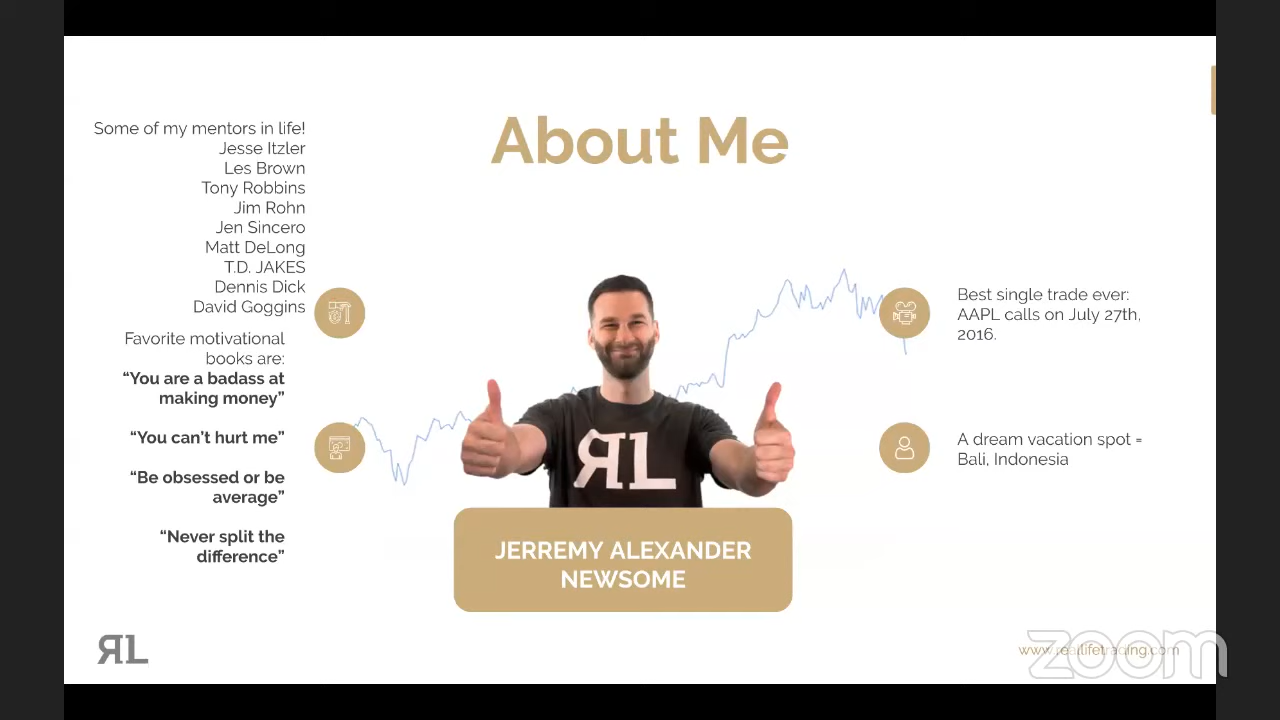 About Me
Some of my mentors in life!
Jesse Itzler
Les Brown
Tony Robbins
Jim Rohn
Jen Sincero
Matt DeLong
T.D. JAKES
Dennis Dick
David Goggins
Favorite motivational
books are:
“You are a badass at
making money”
“You can’t hurt me”
“Be obsessed or be
average”
“Never split the
difference”
RL
JERREMY ALEXANDER
NEWSOME
Best single trade ever:
AAPL calls on July 27th,
2016.
A dream vacation spot =
Bali, Indonesia
RL
www.reallifetrading.com
zoom